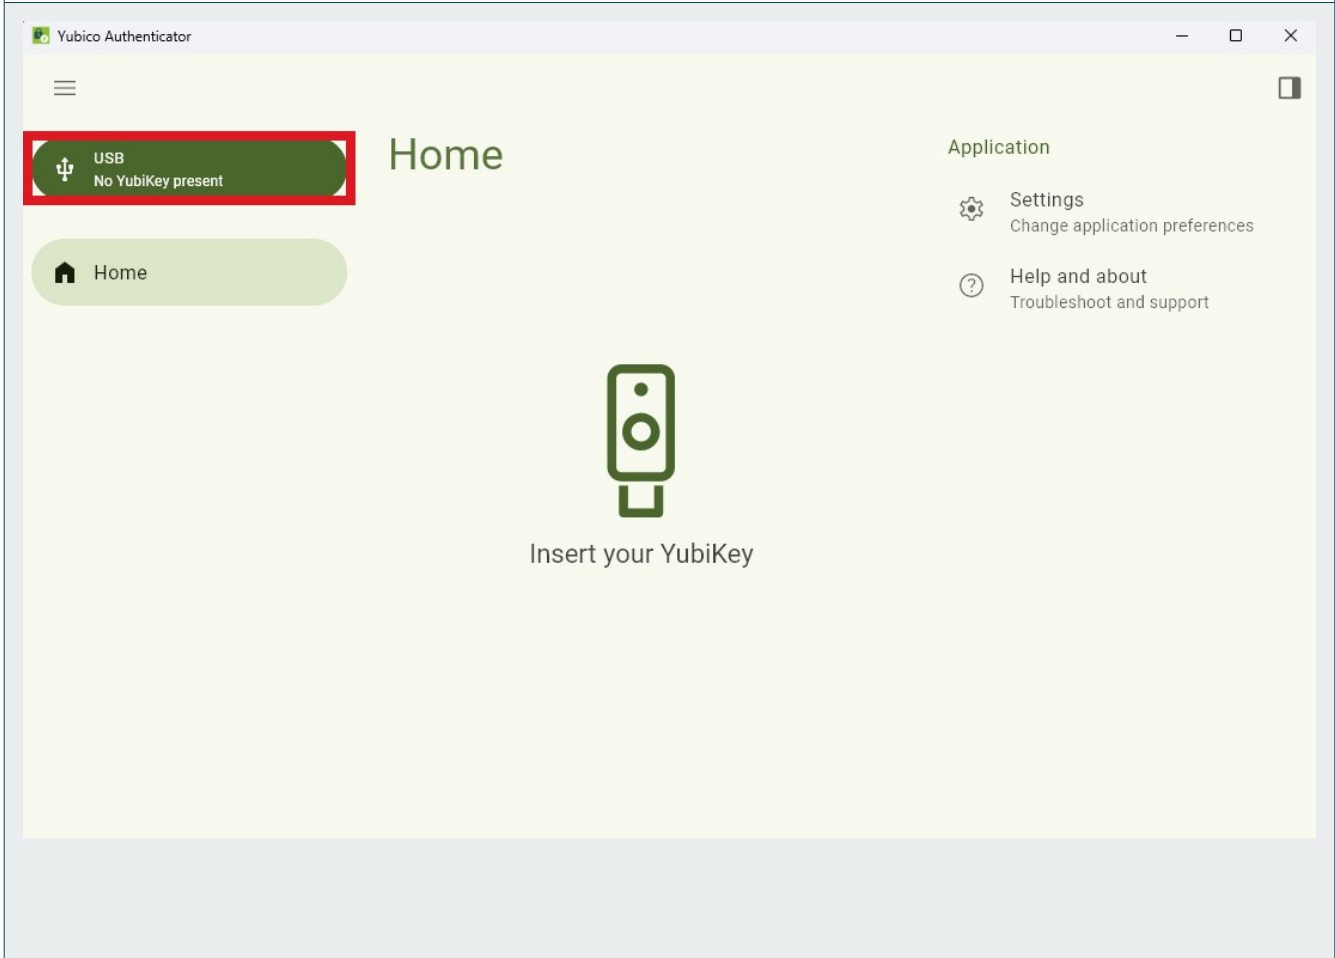 Yubico Authenticator
USB
No YubiKey present
Home
Home
Insert your YubiKey
Application
Settings
Change application preferences
Help and about
Troubleshoot and support